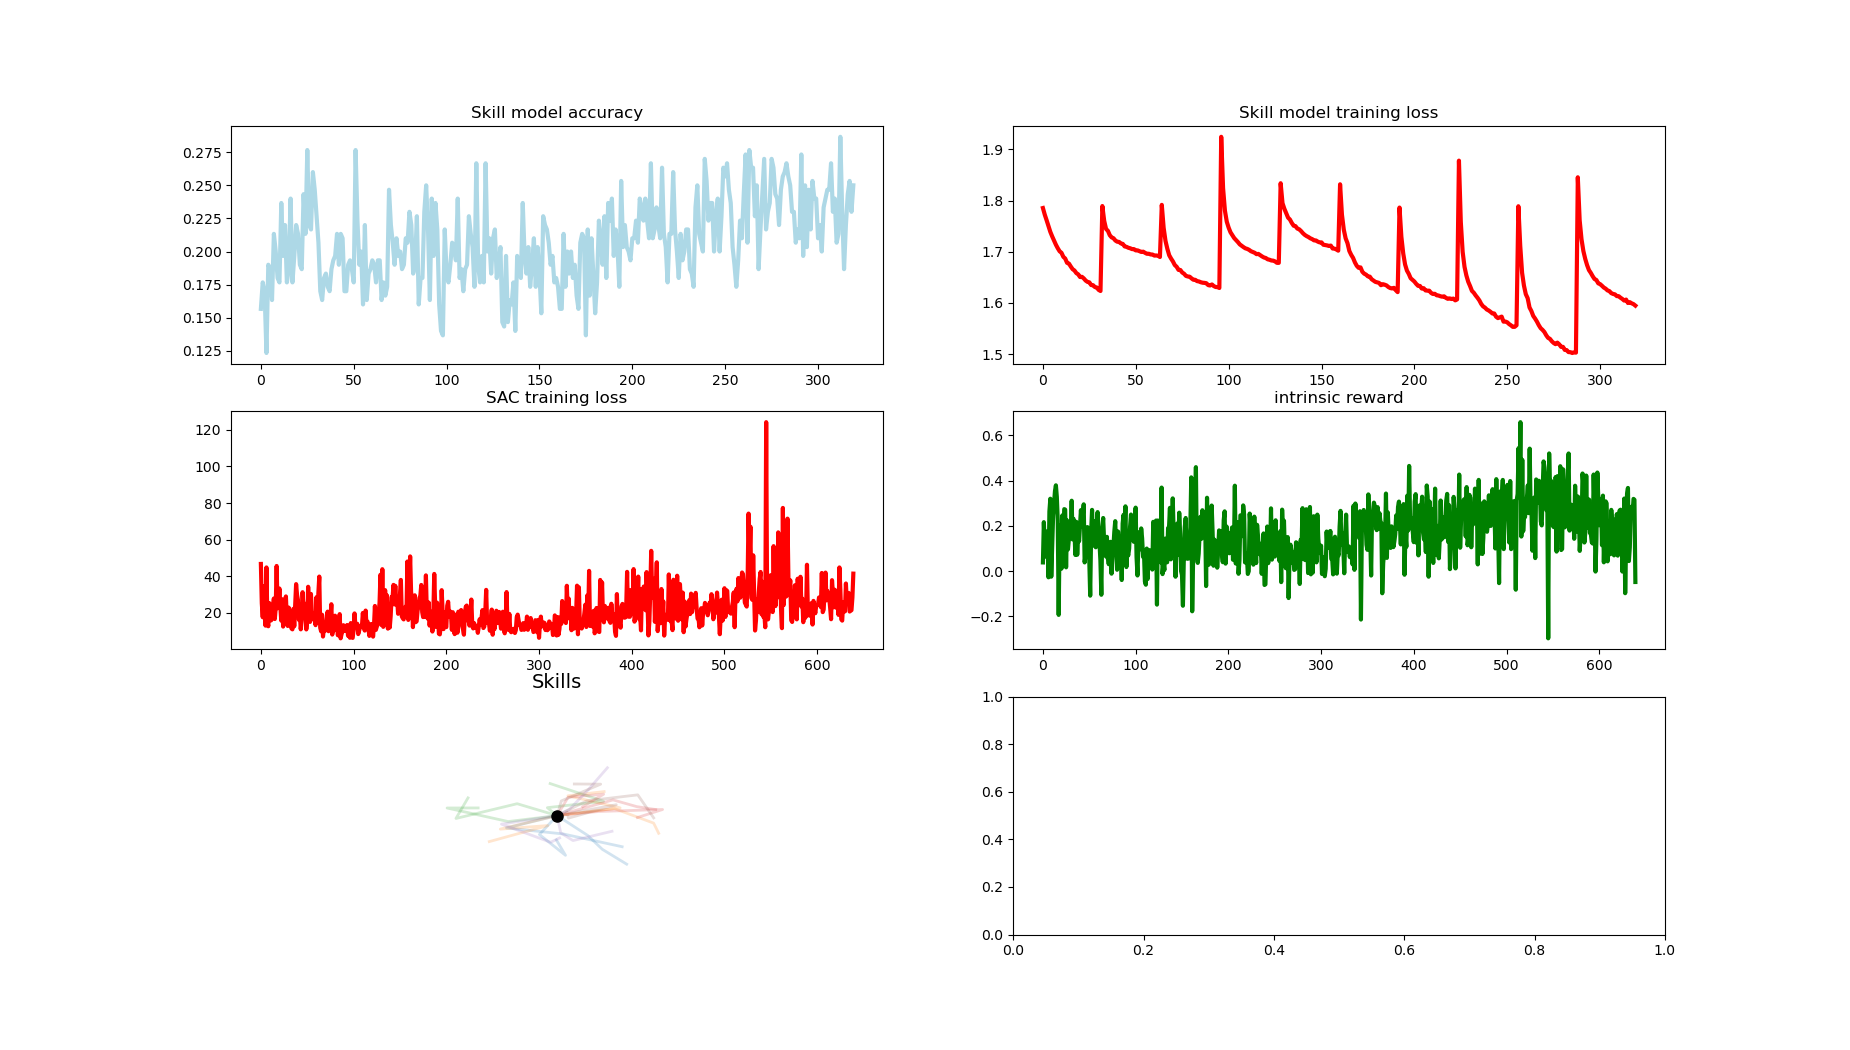 Skill model accuracy
0.275
0.250
0.225
0.200
0.175
0.150
0.125
0 50 100 150 200 250 300
Skill model training loss
1.9
1.8
1.7
1.6
1.5
0 50 100 150 200 250 300
SAC training loss
120
100
80
60
40
20
0 100 200 300 400 500 600
intrinsic reward
0.6
0.4
0.2
0.0
−0.2
0 100 200 300 400 500 600
Skills
1.0
0.8
0.6
0.4
0.2
0.0
0.0 0.2 0.4 0.6 0.8 1.0